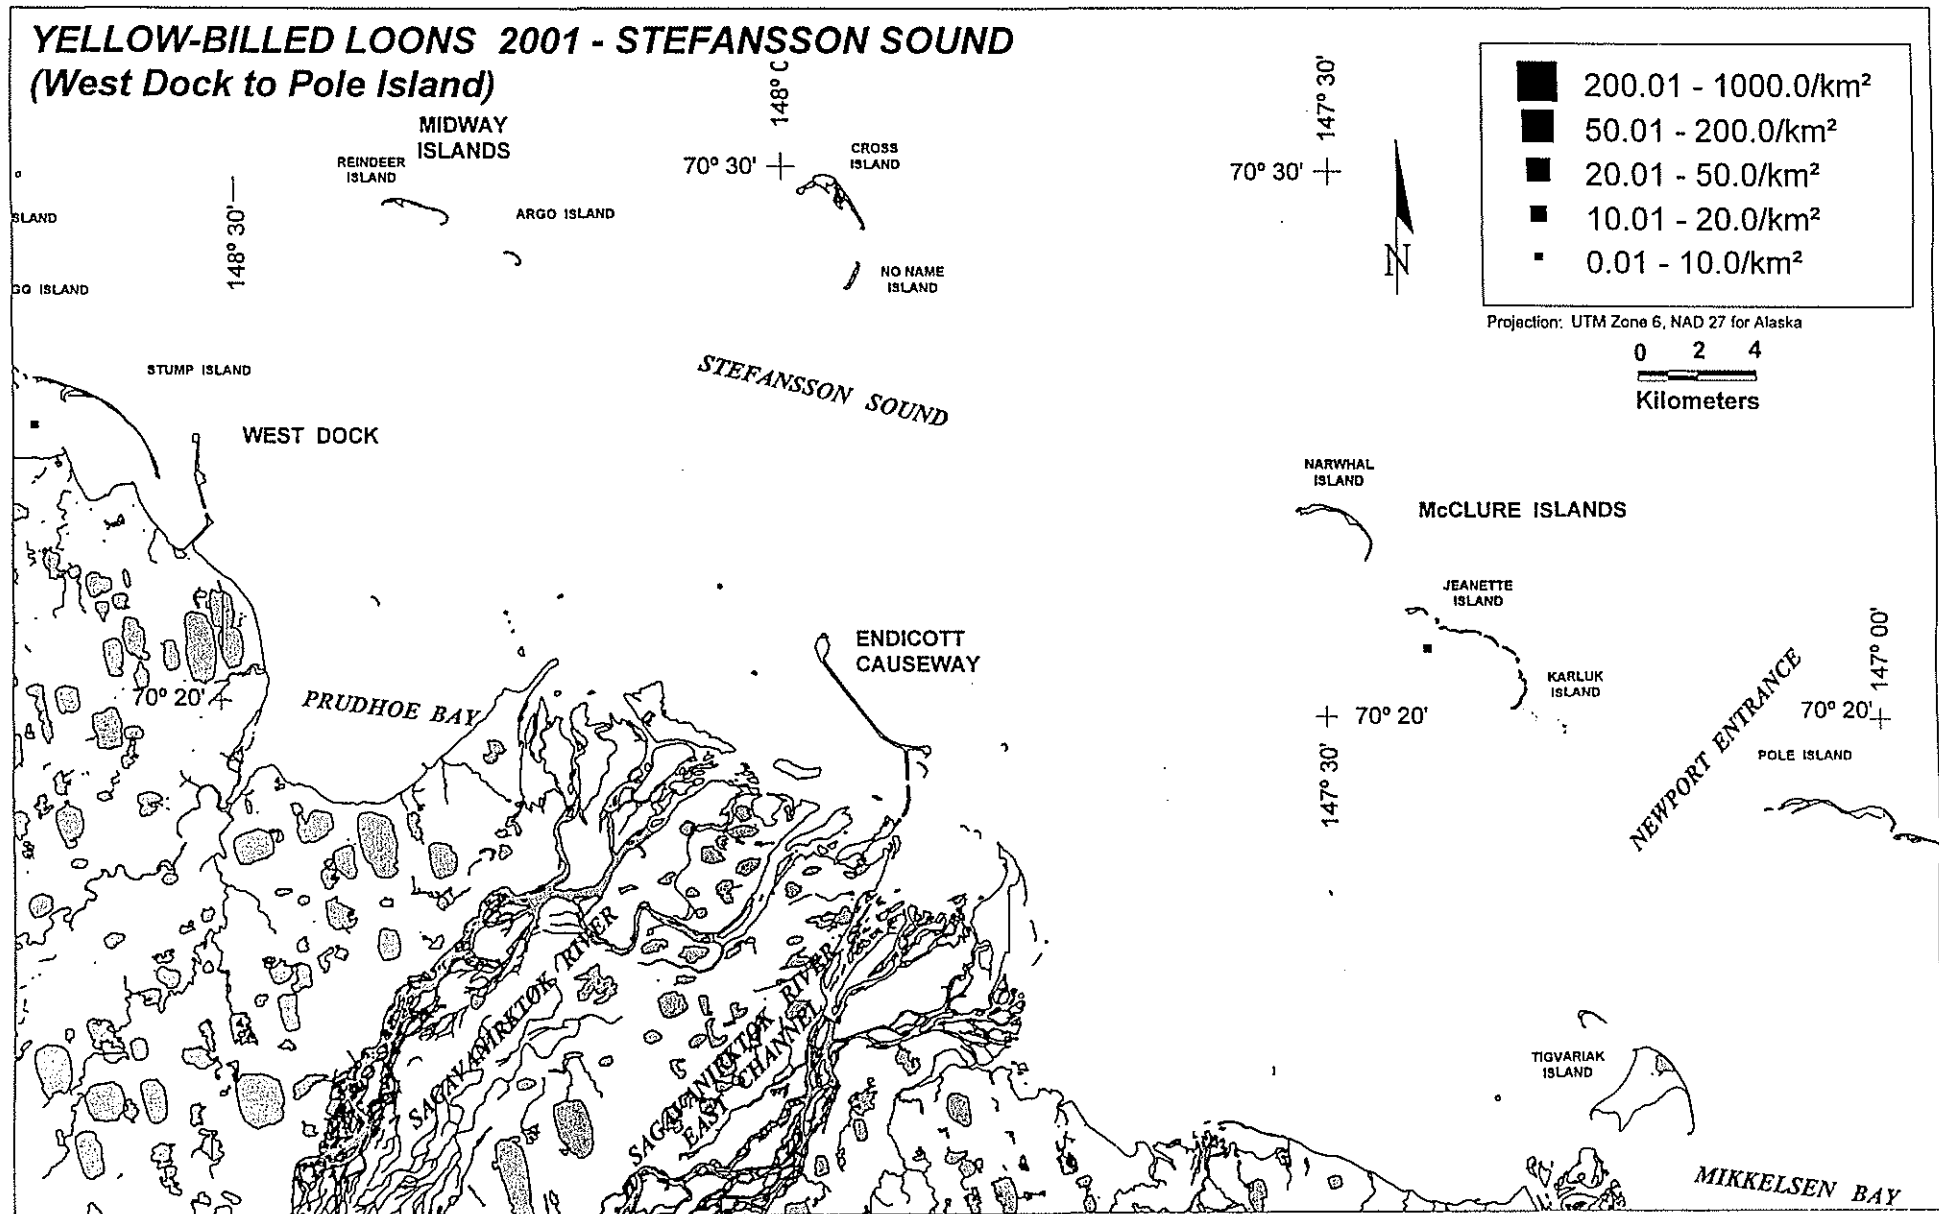 YELLOW-BILLED LOONS 2001 - STEFANSSON SOUND
(West Dock to Pole Island)
200.01 - 1000.0/km²
50.01 - 200.0/km²
20.01 - 50.0/km²
10.01 - 20.0/km²
0.01 - 10.0/km²
Projection: UTM Zone 6, NAD 27 for Alaska
0 2 4
Kilometers
N
148° C
147° 30'
70° 30'
70° 30'
148° 30'
MIDWAY
ISLANDS
REINDEER
ISLAND
ARGO ISLAND
CROSS
ISLAND
NO NAME
ISLAND
SLAND
GO ISLAND
STUMP ISLAND
WEST DOCK
STEFANSSON SOUND
NARWHAL
ISLAND
McCLURE ISLANDS
JEANETTE
ISLAND
KARLUK
ISLAND
ENDICOTT
CAUSEWAY
PRUDHOE BAY
70° 20'
70° 20'
147° 30'
147° 00'
70° 20'
NEWPORT ENTRANCE
POLE ISLAND
SAGAVANIRKTOK RIVER
SAGAVANIRKTOK RIVER
EAST CHANNEL
TIGVARIAK
ISLAND
MIKKELSEN BAY